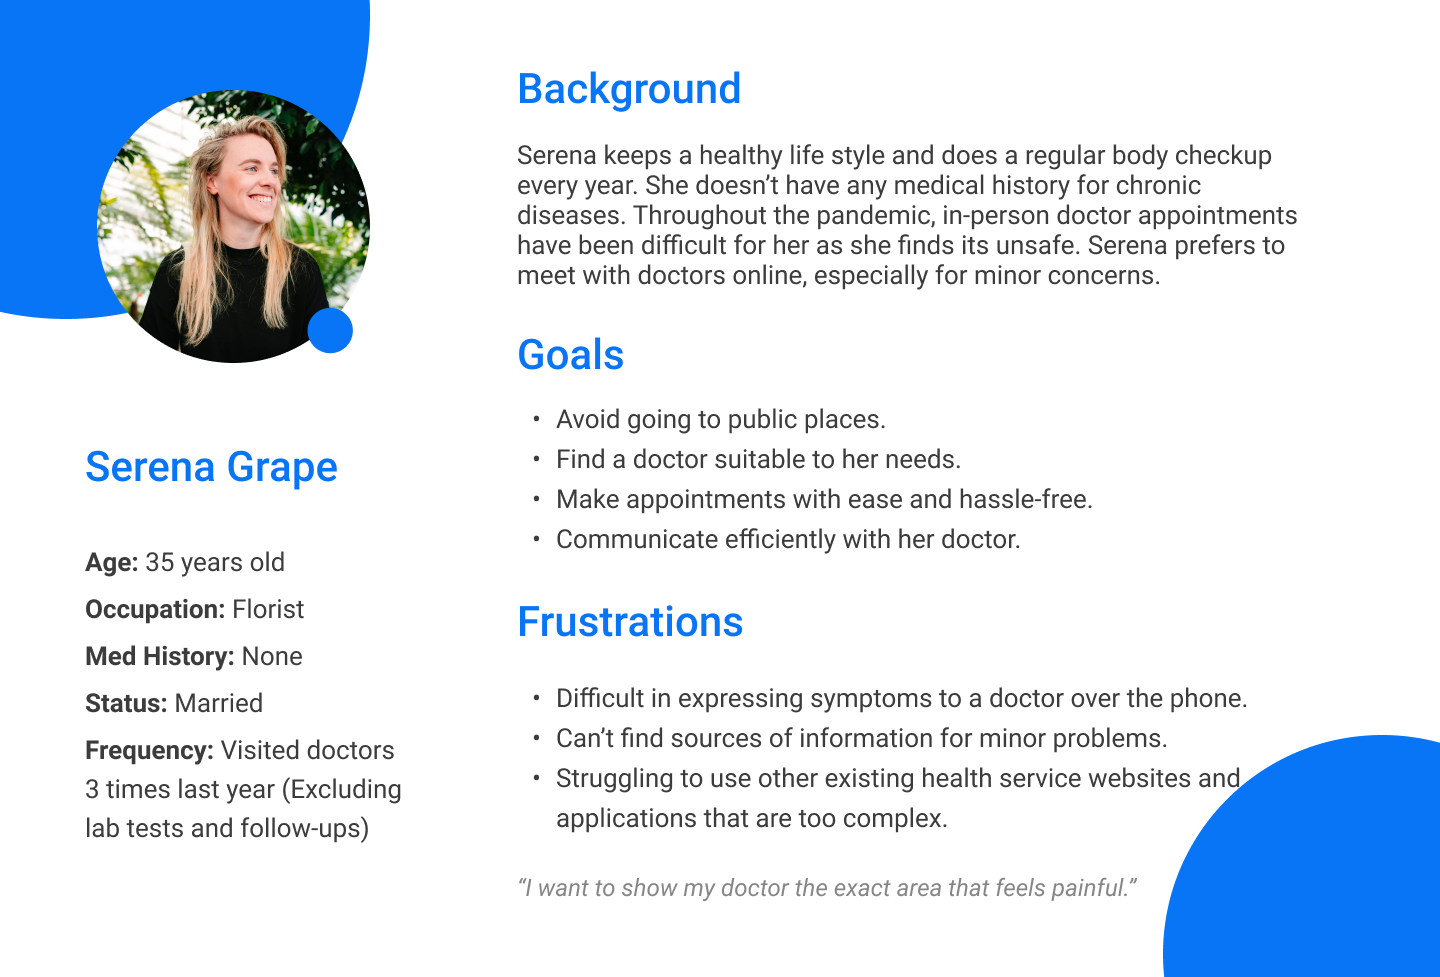 Serena Grape
Age: 35 years old
Occupation: Florist
Med History: None
Status: Married
Frequency: Visited doctors
3 times last year (Excluding
lab tests and follow-ups)
Background
Serena keeps a healthy life style and does a regular body checkup
every year. She doesn’t have any medical history for chronic
diseases. Throughout the pandemic, in-person doctor appointments
have been difficult for her as she finds its unsafe. Serena prefers to
meet with doctors online, especially for minor concerns.
Goals
• Avoid going to public places.
• Find a doctor suitable to her needs.
• Make appointments with ease and hassle-free.
• Communicate efficiently with her doctor.
Frustrations
• Difficult in expressing symptoms to a doctor over the phone.
• Can’t find sources of information for minor problems.
• Struggling to use other existing health service websites and
applications that are too complex.
“I want to show my doctor the exact area that feels painful.”